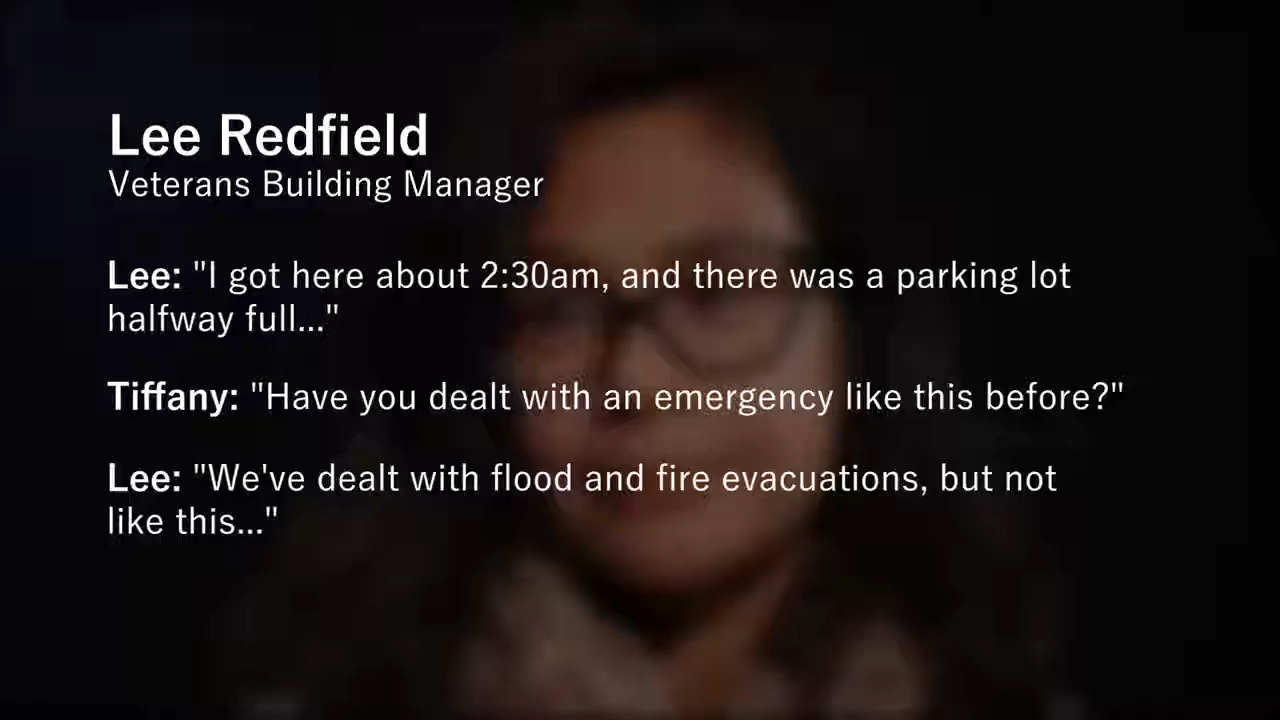 Lee Redfield
Veterans Building Manager
Lee: "I got here about 2:30am, and there was a parking lot
halfway full..."
Tiffany: "Have you dealt with an emergency like this before?"
Lee: "We've dealt with flood and fire evacuations, but not
like this..."